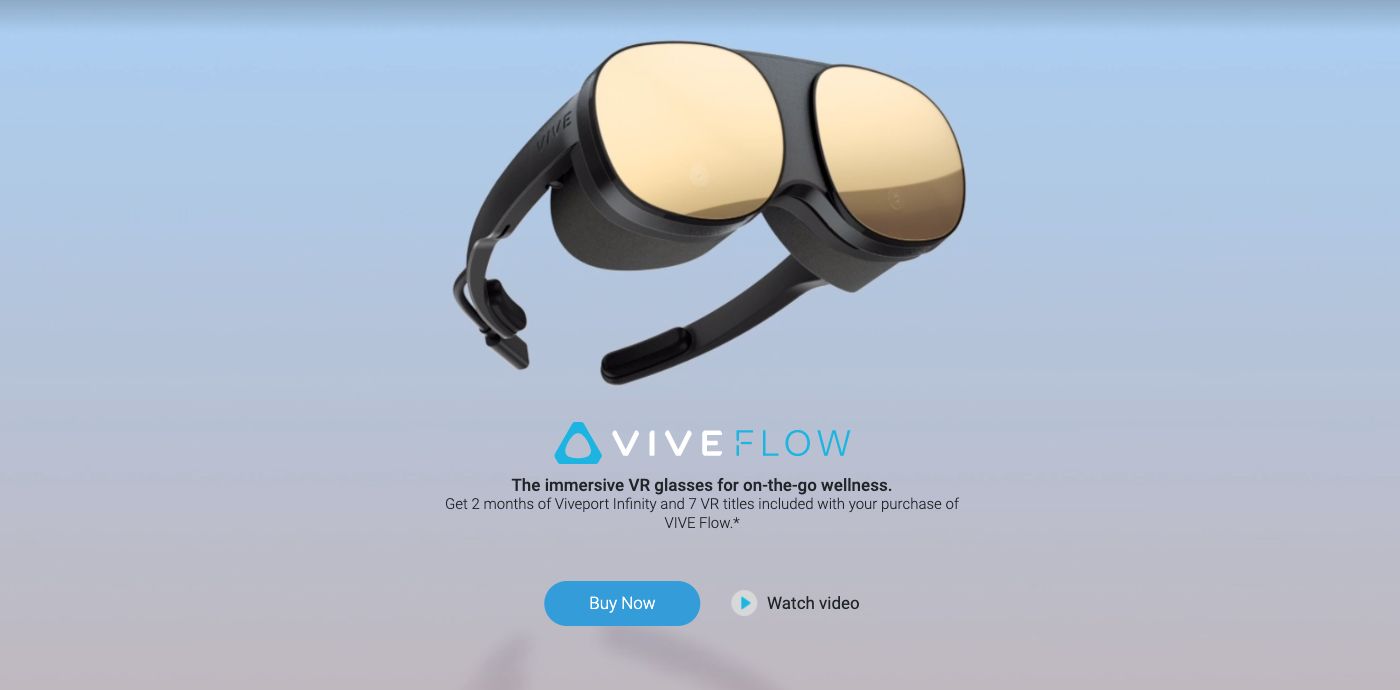 VIVE
VIVE FLOW
The immersive VR glasses for on-the-go wellness.
Get 2 months of Viveport Infinity and 7 VR titles included with your purchase of
VIVE Flow.*
Buy Now
Watch video